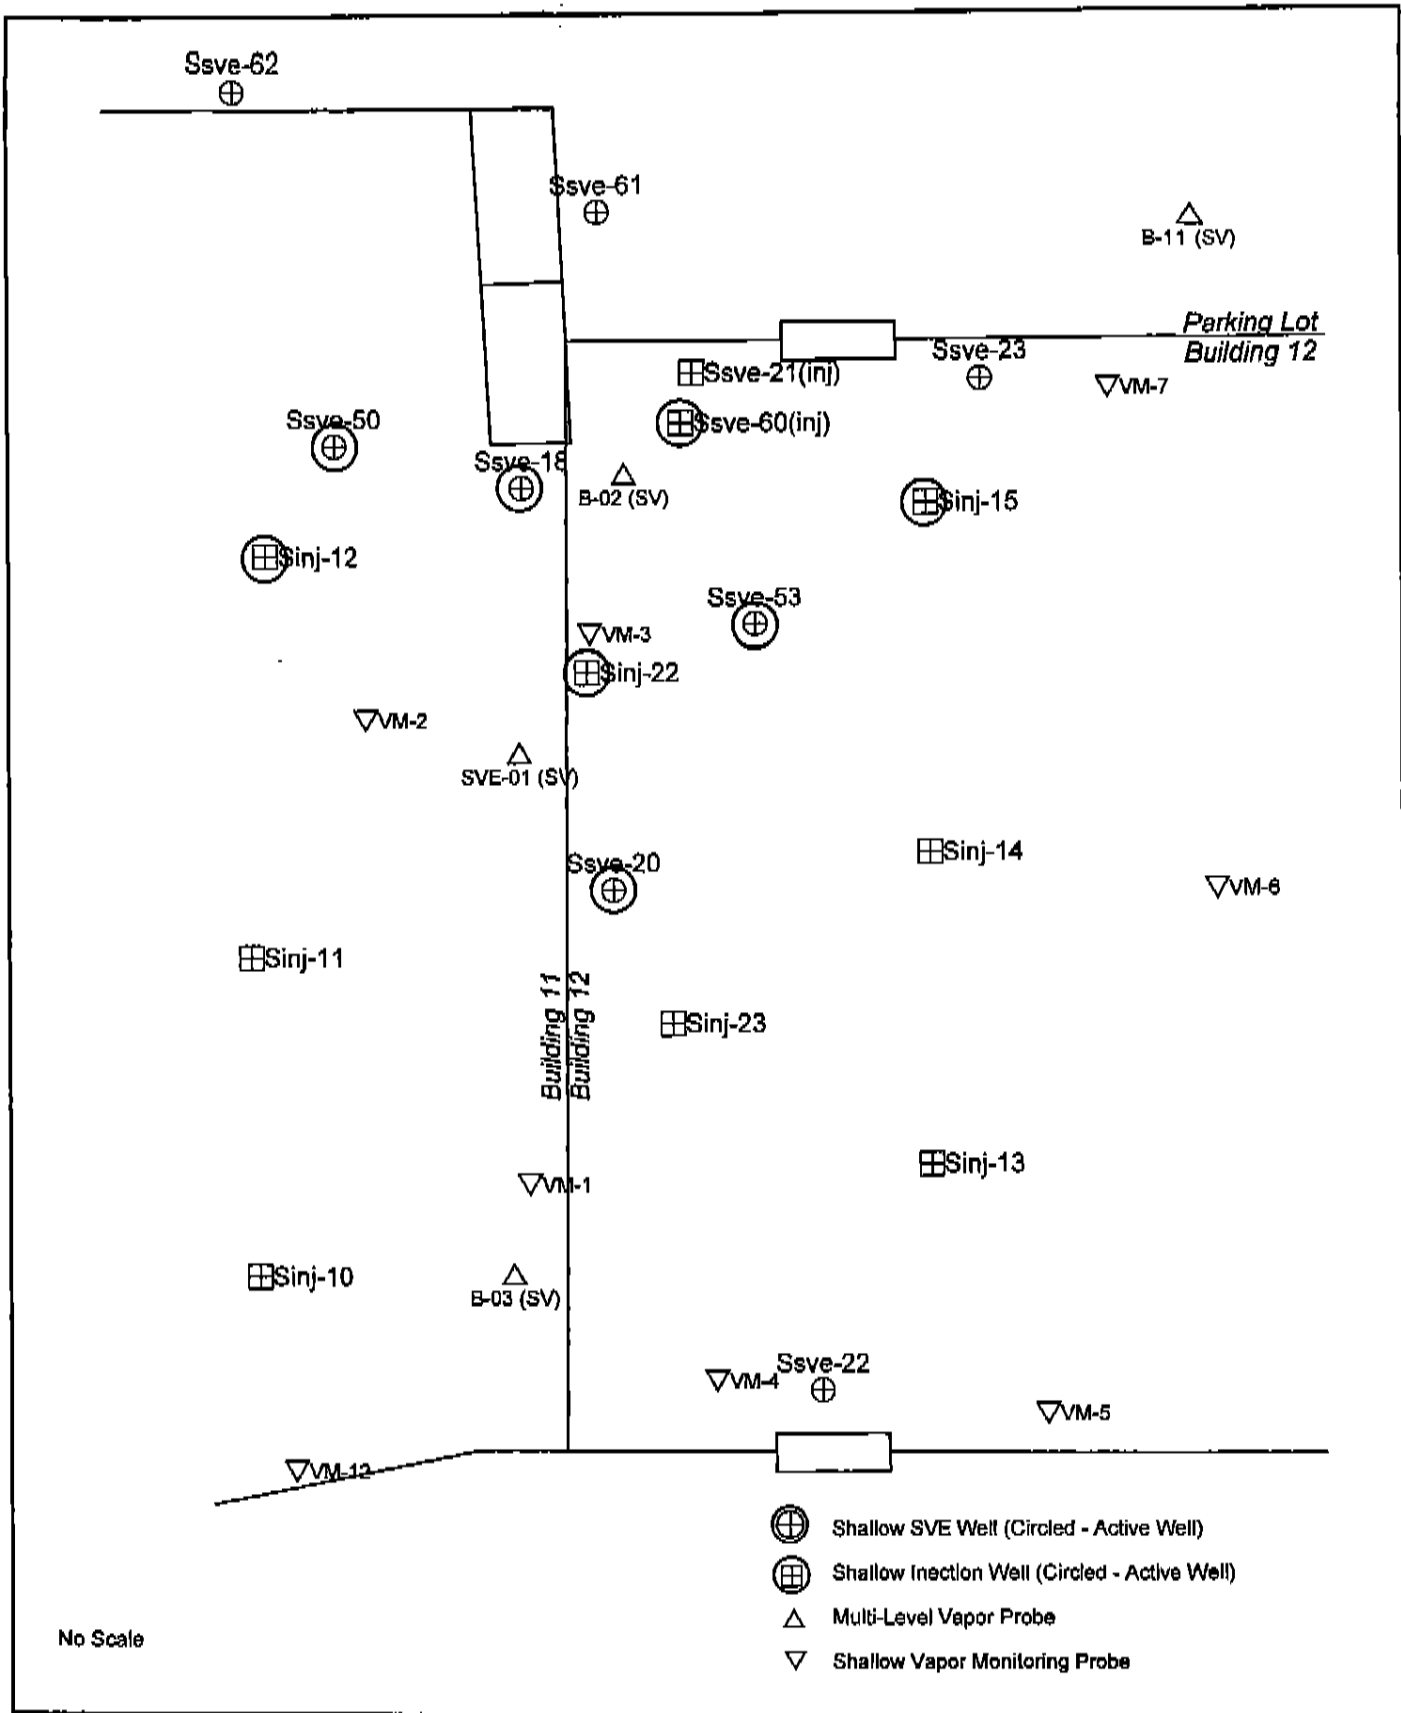 Ssve-62
Ssve-61
B-11 (SV)
Parking Lot
Building 12
Ssve-23
Ssve-21(inj)
VM-7
Ssve-50
Ssve-60(inj)
Ssve-18
B-02 (SV)
Sinj-15
Sinj-12
Ssve-53
VM-3
Sinj-22
VM-2
SVE-01 (SV)
Sinj-14
Ssve-20
VM-6
Sinj-11
Building 11
Building 12
Sinj-23
Sinj-13
VM-1
Sinj-10
B-03 (SV)
Ssve-22
VM-4
VM-5
VM-12
Shallow SVE Well (Circled - Active Well)
Shallow Inection Well (Circled - Active Well)
Multi-Level Vapor Probe
Shallow Vapor Monitoring Probe
No Scale